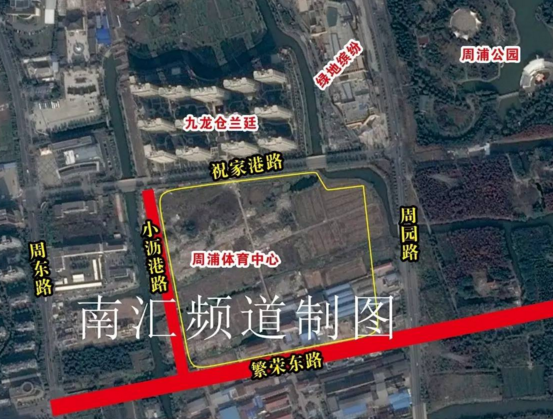 周浦公园
绿地缤纷
九龙仓兰廷
祝家港路
小沥港路
周东路
周园路
周浦体育中心
南汇频道制图
繁荣东路